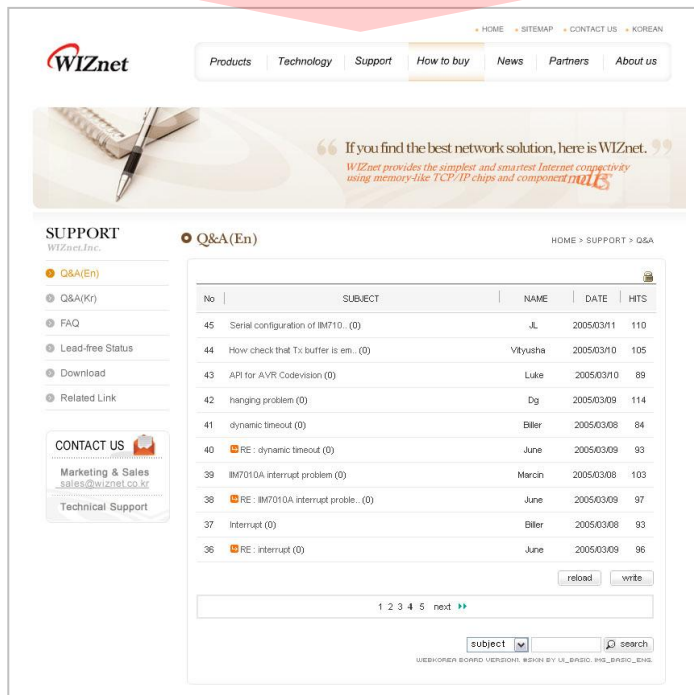 HOME SITEMAP CONTACT US KOREAN
WIZnet
Products Technology Support How to buy News Partners About us
If you find the best network solution, here is WIZnet.
WIZnet provides the simplest and smartest Internet connectivity
using memory-like TCP/IP chips and component
SUPPORT
WIZnet.Inc.
Q&A(En)
Q&A(Kr)
FAQ
Lead-free Status
Download
Related Link
CONTACT US
Marketing & Sales
sales@wiznet.co.kr
Technical Support
Q&A(En)
HOME > SUPPORT > Q&A
No SUBJECT NAME DATE HITS
45 Serial configuration of IIM710.. (0) JL 2005/03/11 110
44 How check that Tx buffer is em.. (0) Vityusha 2005/03/10 105
43 API for AVR Codevision (0) Luke 2005/03/10 89
42 hanging problem (0) Dg 2005/03/09 114
41 dynamic timeout (0) Biller 2005/03/08 84
40 RE : dynamic timeout (0) June 2005/03/09 93
39 IIM7010A interrupt problem (0) Marcin 2005/03/08 103
38 RE : IIM7010A interrupt proble.. (0) June 2005/03/09 97
37 Interrupt (0) Biller 2005/03/08 93
36 RE : interrupt (0) June 2005/03/09 96
reload write
1 2 3 4 5 next
subject search
WEBKOREA BOARD VERSION1. @SKIN BY UI_BASIC. IMG_BASIC_ENG.